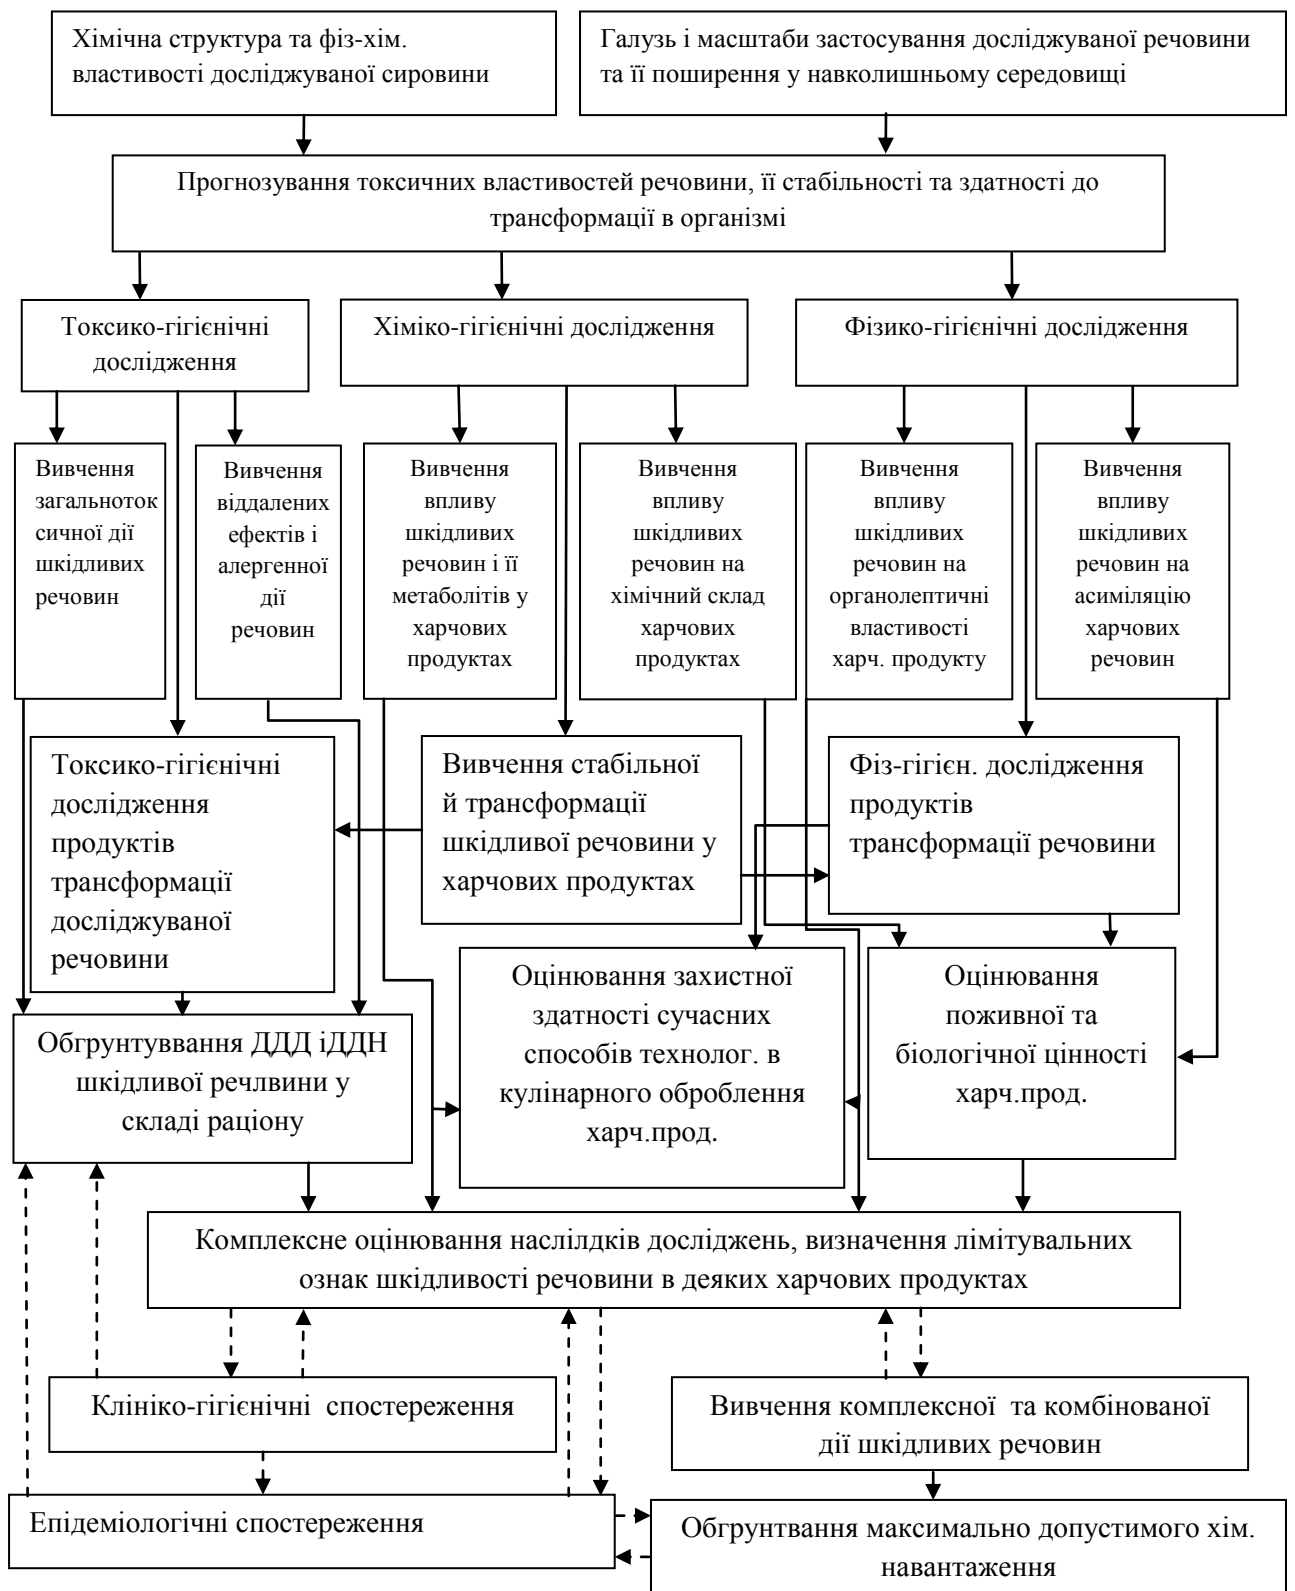 Хімічна структура та фіз-хім.
властивості досліджуваної сировини
Галузь і масштаби застосування досліджуваної речовини
та її поширення у навколишньому середовищі
Прогнозування токсичних властивостей речовини, її стабільності та здатності до
трансформації в організмі
Токсико-гігієнічні
дослідження
Хіміко-гігієнічні дослідження
Фізико-гігієнічні дослідження
Вивчення
загальноток
сичної дії
шкідливих
речовин
Вивчення
віддалених
ефектів і
алергенної
дії
речовин
Вивчення
впливу
шкідливих
речовин і її
метаболітів у
харчових
продуктах
Вивчення
впливу
шкідливих
речовин на
хімічний склад
харчових
продуктах
Вивчення
впливу
шкідливих
речовин на
органолептичні
властивості
харч. продукту
Вивчення
впливу
шкідливих
речовин на
асиміляцію
харчових
речовин
Токсико-гігієнічні
дослідження
продуктів
трансформації
досліджуваної
речовини
Вивчення стабільної
й трансформації
шкідливої речовини у
харчових продуктах
Фіз-гігієн. дослідження
продуктів
трансформації речовини
Обгрунтуввання ДДД іДДН
шкідливої речлвини у
складі раціону
Оцінювання захистної
здатності сучасних
способів технолог. в
кулінарного оброблення
харч.прод.
Оцінювання
поживної та
біологічної цінності
харч.прод.
Комплексне оцінювання наслілдків досліджень, визначення лімітувальних
ознак шкідливості речовини в деяких харчових продуктах
Клініко-гігієнічні спостереження
Вивчення комплексної та комбінованої
дії шкідливих речовин
Епідеміологічні спостереження
Обгрунтвання максимально допустимого хім.
навантаження